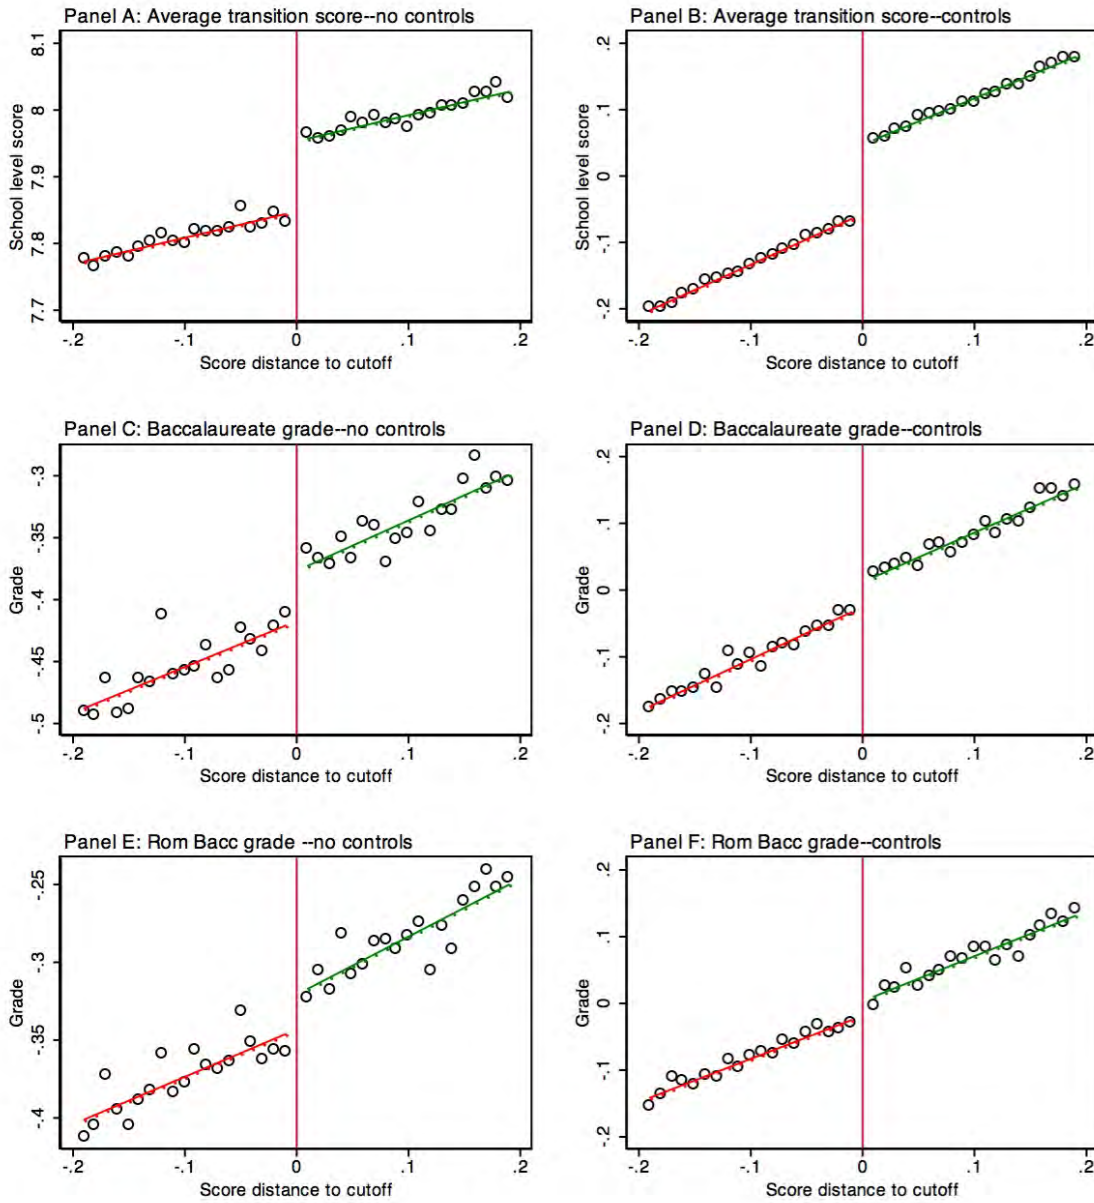 Panel A: Average transition score--no controls
School level score
8.1
8
7.9
7.8
7.7
-.2 -.1 0 .1 .2
Score distance to cutoff
Panel B: Average transition score--controls
School level score
.2
.1
0
-.1
-.2
-.2 -.1 0 .1 .2
Score distance to cutoff
Panel C: Baccalaureate grade--no controls
Grade
-.3
-.35
-.4
-.45
-.5
-.2 -.1 0 .1 .2
Score distance to cutoff
Panel D: Baccalaureate grade--controls
Grade
.2
.1
0
-.1
-.2
-.2 -.1 0 .1 .2
Score distance to cutoff
Panel E: Rom Bacc grade --no controls
Grade
-.25
-.3
-.35
-.4
-.2 -.1 0 .1 .2
Score distance to cutoff
Panel F: Rom Bacc grade--controls
Grade
.2
.1
0
-.1
-.2
-.2 -.1 0 .1 .2
Score distance to cutoff